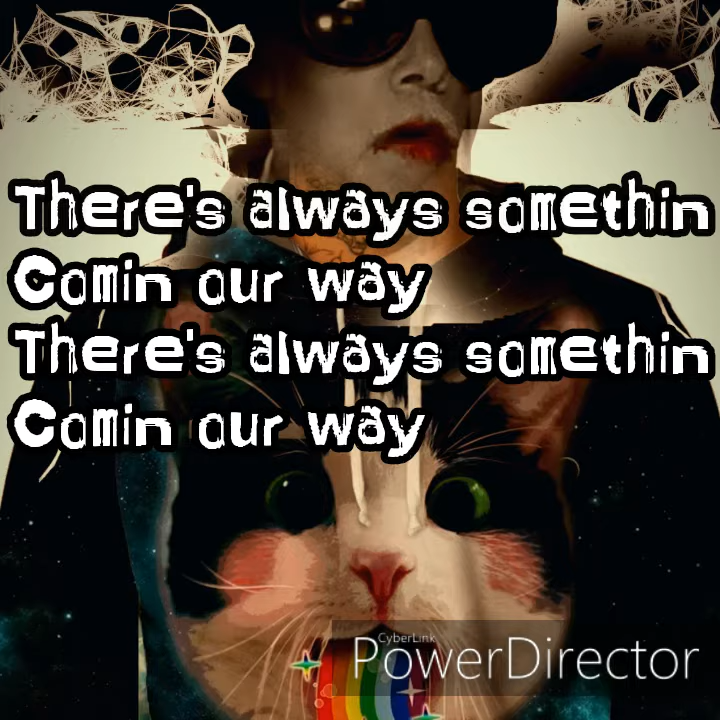 There's always somethin
Comin our way
There's always somethin
Comin our way
CyberLink
PowerDirector